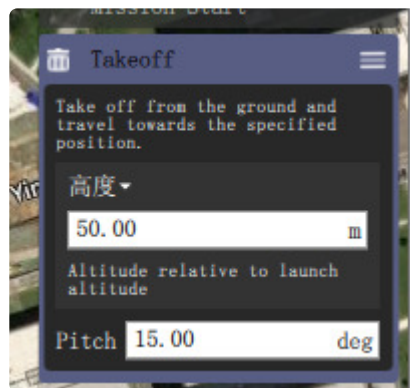 Mission Start
Takeoff
Take off from the ground and
travel towards the specified
position.
高度
50.00 m
Altitude relative to launch
altitude
Pitch 15.00 deg
Yin